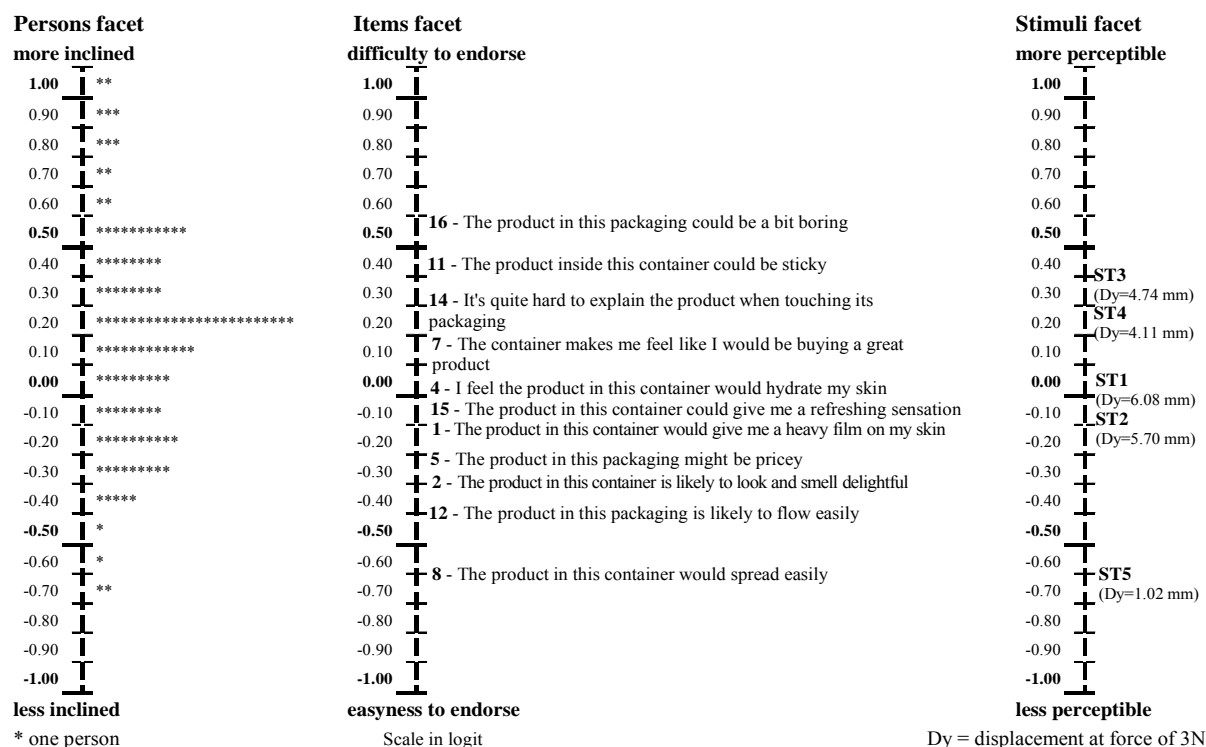 Persons facet
more inclined
1.00 **
0.90 ***
0.80 ***
0.70 **
0.60 **
0.50 ***********
0.40 ********
0.30 ********
0.20 ************************
0.10 ************
0.00 *********
-0.10 ********
-0.20 **********
-0.30 *********
-0.40 *****
-0.50 *
-0.60 *
-0.70 **
-0.80
-0.90
-1.00
less inclined
* one person
Items facet
difficulty to endorse
1.00
0.90
0.80
0.70
0.60
0.50
0.40
0.30
0.20
0.10
0.00
-0.10
-0.20
-0.30
-0.40
-0.50
-0.60
-0.70
-0.80
-0.90
-1.00
16 - The product in this packaging could be a bit boring
11 - The product inside this container could be sticky
14 - It's quite hard to explain the product when touching its
packaging
7 - The container makes me feel like I would be buying a great
product
4 - I feel the product in this container would hydrate my skin
15 - The product in this container could give me a refreshing sensation
1 - The product in this container would give me a heavy film on my skin
5 - The product in this packaging might be pricey
2 - The product in this container is likely to look and smell delightful
12 - The product in this packaging is likely to flow easily
8 - The product in this container would spread easily
easyness to endorse
Scale in logit
Stimuli facet
more perceptible
1.00
0.90
0.80
0.70
0.60
0.50
0.40
0.30
0.20
0.10
0.00
-0.10
-0.20
-0.30
-0.40
-0.50
-0.60
-0.70
-0.80
-0.90
-1.00
ST3
(Dy=4.74 mm)
ST4
(Dy=4.11 mm)
ST1
(Dy=6.08 mm)
ST2
(Dy=5.70 mm)
ST5
(Dy=1.02 mm)
less perceptible
Dy = displacement at force of 3N